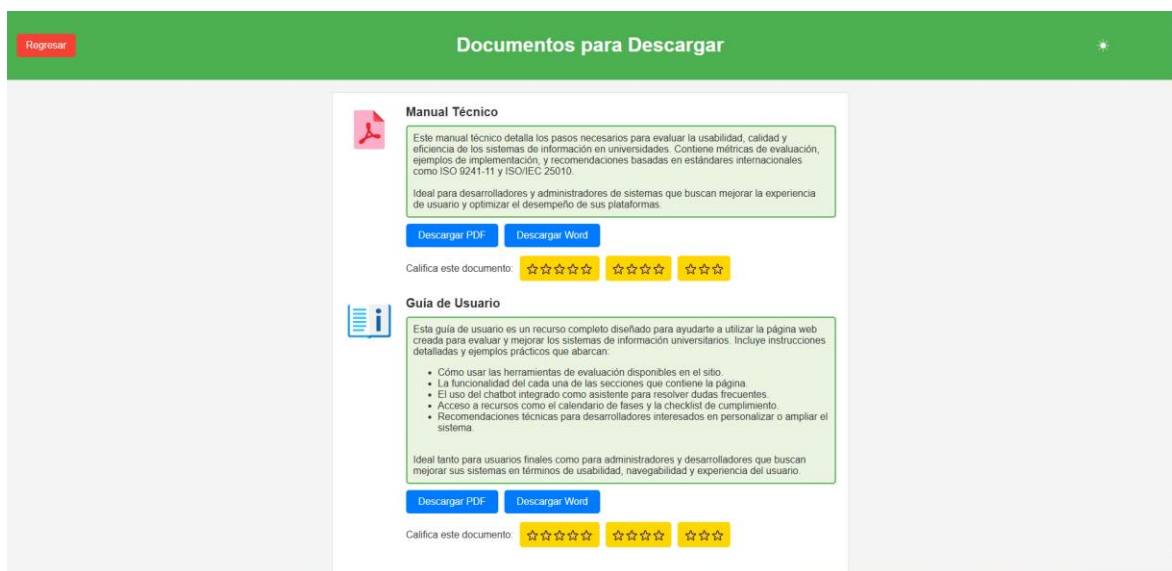 Regresar
Documentos para Descargar
Manual Técnico
Este manual técnico detalla los pasos necesarios para evaluar la usabilidad, calidad y
eficiencia de los sistemas de información en universidades. Contiene métricas de evaluación,
ejemplos de implementación, y recomendaciones basadas en estándares internacionales
como ISO 9241-11 y ISO/IEC 25010.
Ideal para desarrolladores y administradores de sistemas que buscan mejorar la experiencia
de usuario y optimizar el desempeño de sus plataformas.
Descargar PDF Descargar Word
Califica este documento: ☆☆☆☆☆ ☆☆☆☆ ☆☆☆
Guía de Usuario
Esta guía de usuario es un recurso completo diseñado para ayudarte a utilizar la página web
creada para evaluar y mejorar los sistemas de información universitarios. Incluye instrucciones
detalladas y ejemplos prácticos que abarcan:
• Cómo usar las herramientas de evaluación disponibles en el sitio.
• La funcionalidad del cada una de las secciones que contiene la página.
• El uso del chatbot integrado como asistente para resolver dudas frecuentes.
• Acceso a recursos como el calendario de fases y la checklist de cumplimiento.
• Recomendaciones técnicas para desarrolladores interesados en personalizar o ampliar el
sistema.
Ideal tanto para usuarios finales como para administradores y desarrolladores que buscan
mejorar sus sistemas en términos de usabilidad, navegabilidad y experiencia del usuario.
Descargar PDF Descargar Word
Califica este documento: ☆☆☆☆☆ ☆☆☆☆ ☆☆☆